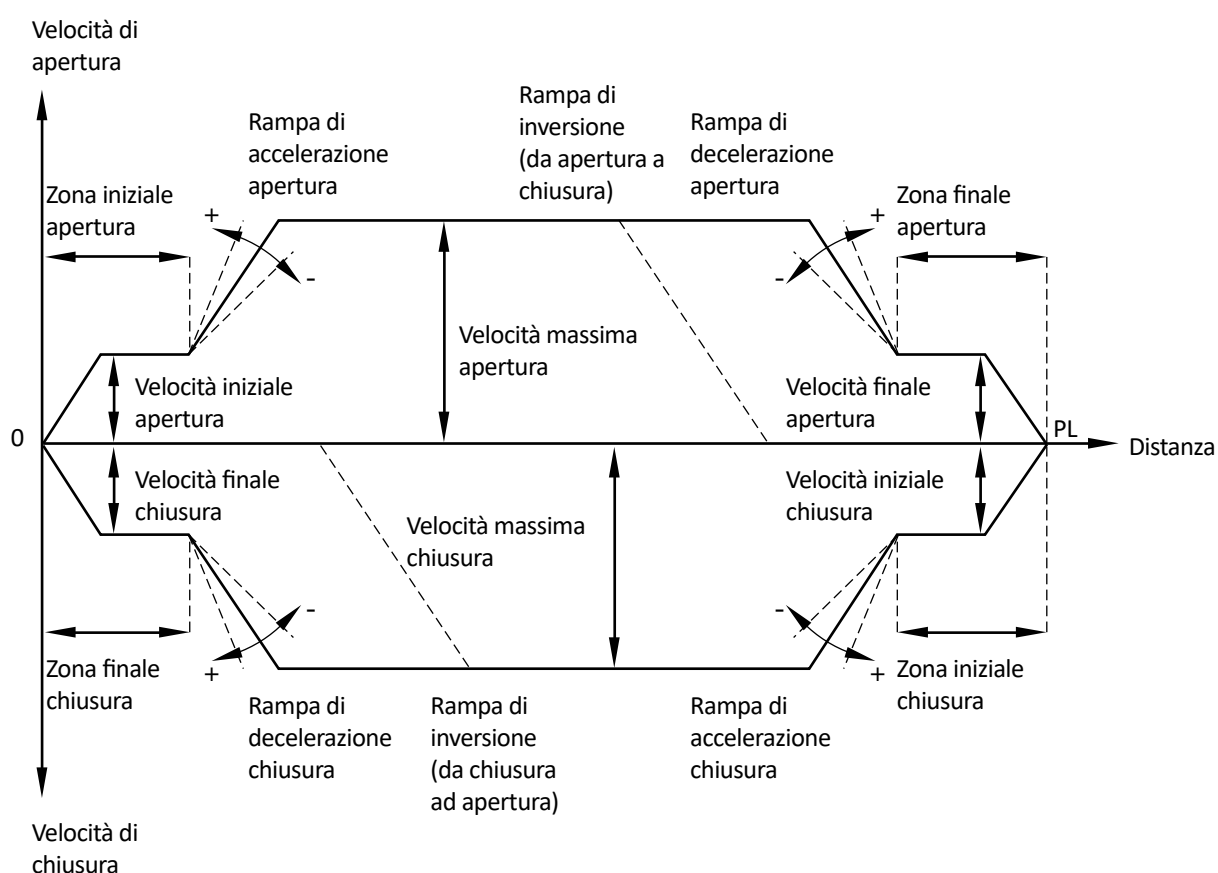 Velocità di
apertura
Rampa di
accelerazione
apertura
Rampa di
inversione
(da apertura a
chiusura)
Rampa di
decelerazione
apertura
Zona iniziale
apertura
Zona finale
apertura
+
-
+
-
Velocità massima
apertura
Velocità iniziale
apertura
Velocità finale
apertura
0
PL
Distanza
Velocità finale
chiusura
Velocità iniziale
chiusura
Velocità massima
chiusura
-
+
-
+
Zona finale
chiusura
Zona iniziale
chiusura
Rampa di
decelerazione
chiusura
Rampa di
inversione
(da chiusura
ad apertura)
Rampa di
accelerazione
chiusura
Velocità di
chiusura